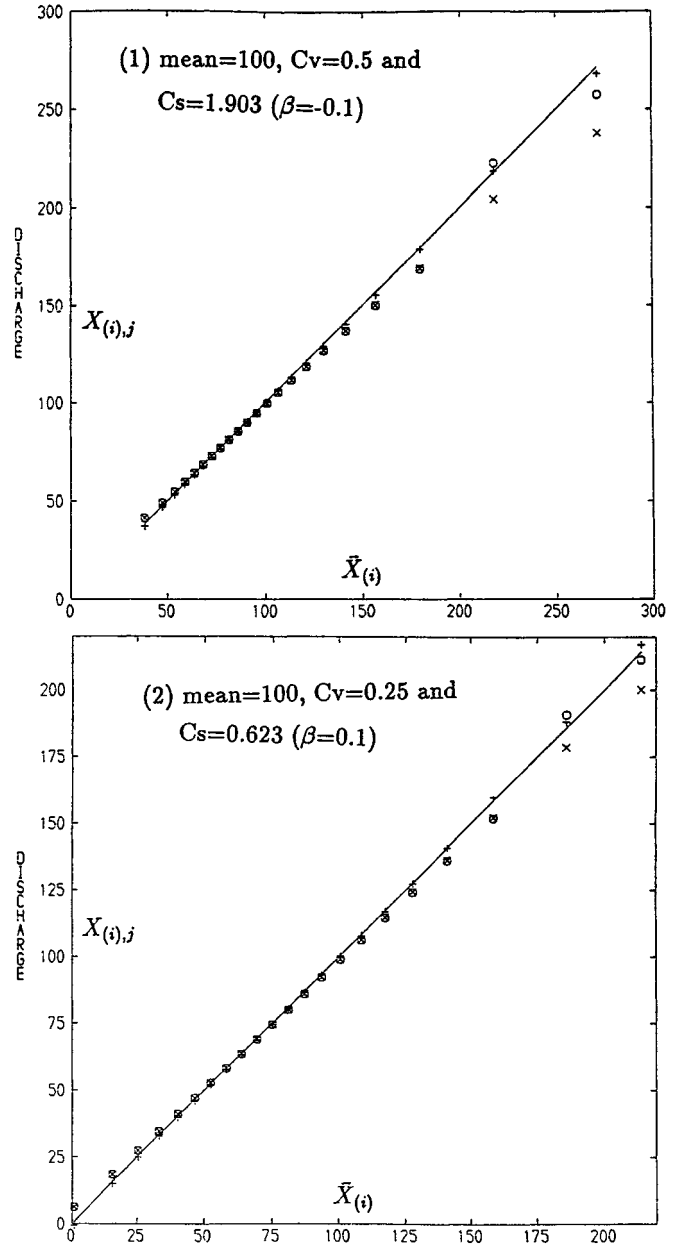 300
250
200
150
100
50
0
(1) mean=100, Cv=0.5 and
Cs=1.903 (β=-0.1)
DISCHARGE
X(i),j
X̄(i)
0 50 100 150 200 250 300
200
175
150
125
100
75
50
25
0
(2) mean=100, Cv=0.25 and
Cs=0.623 (β=0.1)
DISCHARGE
X(i),j
X̄(i)
0 25 50 75 100 125 150 175 200